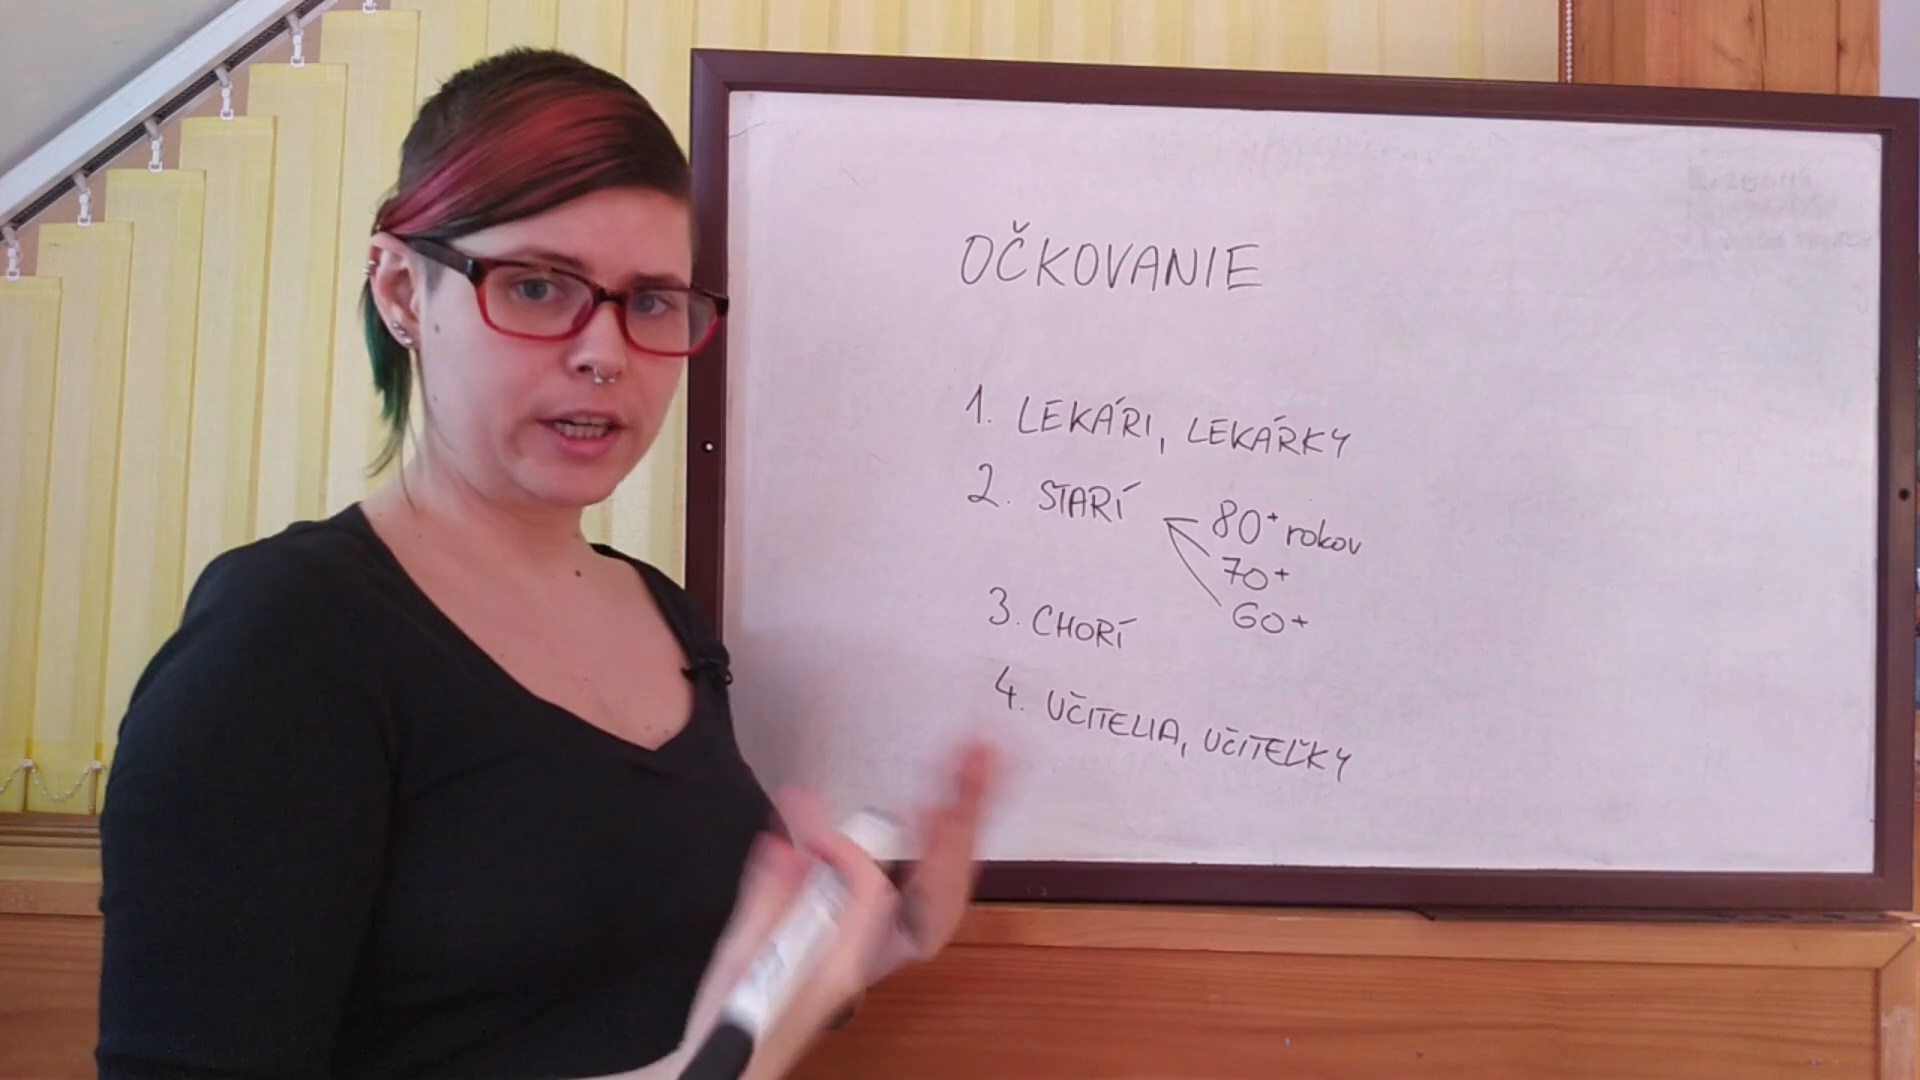 OČKOVANIE
1. LEKÁRI, LEKÁRKY
2. STARÍ 80+ rokov
70+
60+
3. CHORÍ
4. UČITELIA, UČITEĽKY